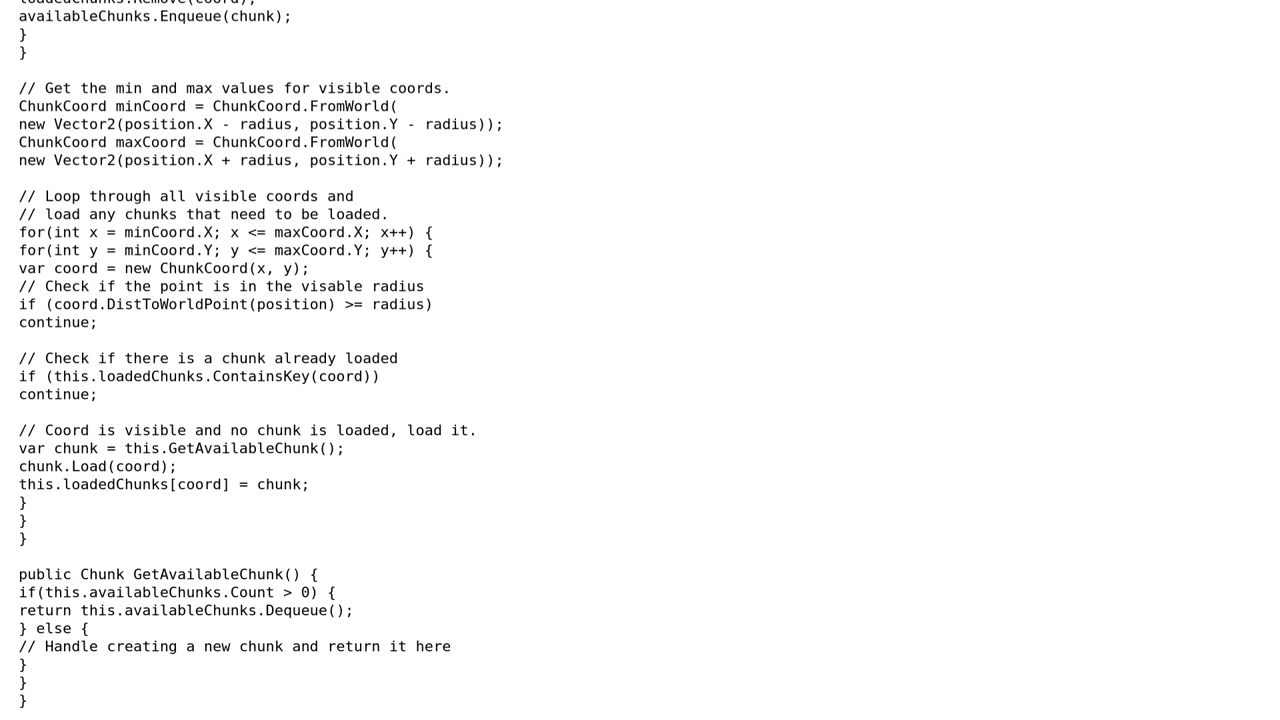 loadedChunks.Remove(coord);
availableChunks.Enqueue(chunk);
}
}
// Get the min and max values for visible coords.
ChunkCoord minCoord = ChunkCoord.FromWorld(
new Vector2(position.X - radius, position.Y - radius));
ChunkCoord maxCoord = ChunkCoord.FromWorld(
new Vector2(position.X + radius, position.Y + radius));
// Loop through all visible coords and
// load any chunks that need to be loaded.
for(int x = minCoord.X; x <= maxCoord.X; x++) {
for(int y = minCoord.Y; y <= maxCoord.Y; y++) {
var coord = new ChunkCoord(x, y);
// Check if the point is in the visable radius
if (coord.DistToWorldPoint(position) >= radius)
continue;
// Check if there is a chunk already loaded
if (this.loadedChunks.ContainsKey(coord))
continue;
// Coord is visible and no chunk is loaded, load it.
var chunk = this.GetAvailableChunk();
chunk.Load(coord);
this.loadedChunks[coord] = chunk;
}
}
}
public Chunk GetAvailableChunk() {
if(this.availableChunks.Count > 0) {
return this.availableChunks.Dequeue();
} else {
// Handle creating a new chunk and return it here
}
}
}